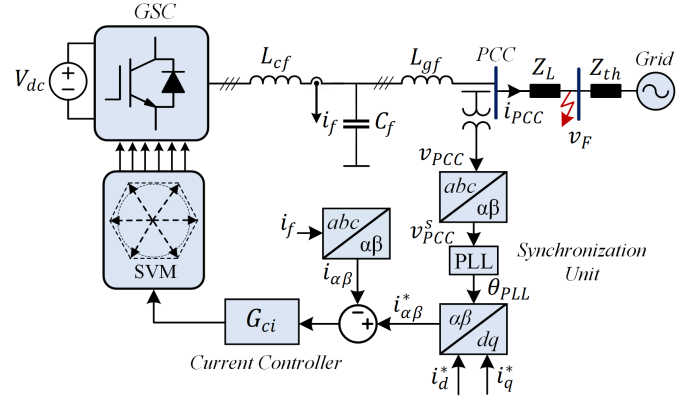 GSC
V_dc
L_cf
i_f
C_f
L_gf
PCC
i_PCC
Z_L
v_F
Z_th
Grid
v_PCC
abc
αβ
v^s_PCC
PLL
Synchronization
Unit
θ_PLL
αβ
dq
i*_d
i*_q
i*_αβ
i_f
abc
αβ
i_αβ
G_ci
Current Controller
SVM